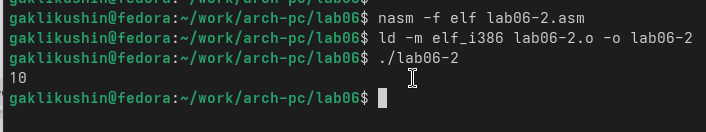 gaklikushin@fedora:~/work/arch-pc/lab06$ nasm -f elf lab06-2.asm
gaklikushin@fedora:~/work/arch-pc/lab06$ ld -m elf_i386 lab06-2.o -o lab06-2
gaklikushin@fedora:~/work/arch-pc/lab06$ ./lab06-2
10
gaklikushin@fedora:~/work/arch-pc/lab06$